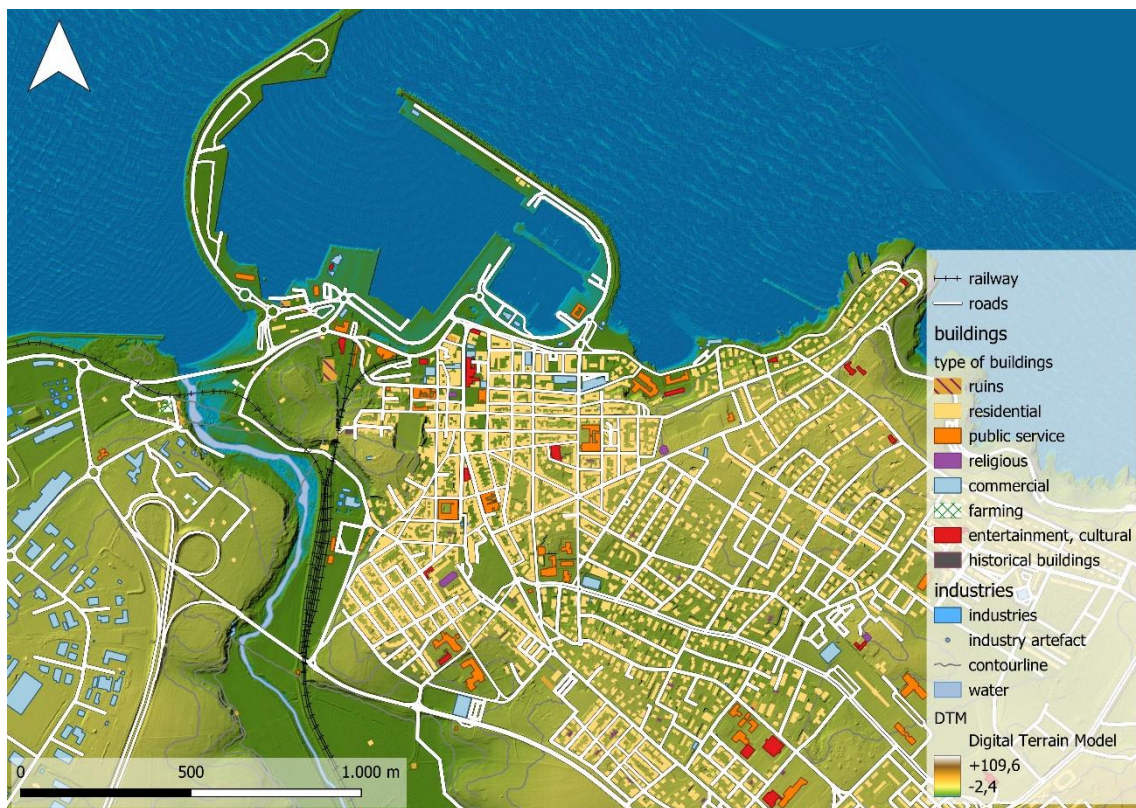 railway
roads
buildings
type of buildings
ruins
residential
public service
religious
commercial
farming
entertainment, cultural
historical buildings
industries
industries
industry artefact
contourline
water
DTM
Digital Terrain Model
+109,6
-2,4
0 500 1.000 m